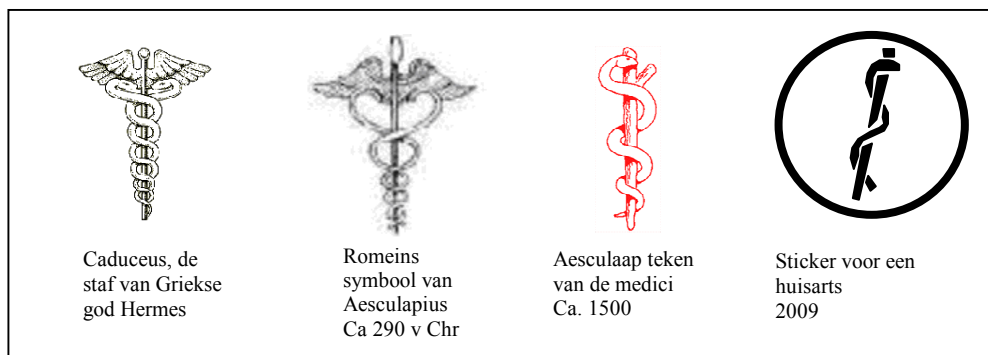 Caduceus, de
staf van Griekse
god Hermes
Romeins
symbool van
Aesculapius
Ca 290 v Chr
Aesculaap teken
van de medici
Ca. 1500
Sticker voor een
huisarts
2009